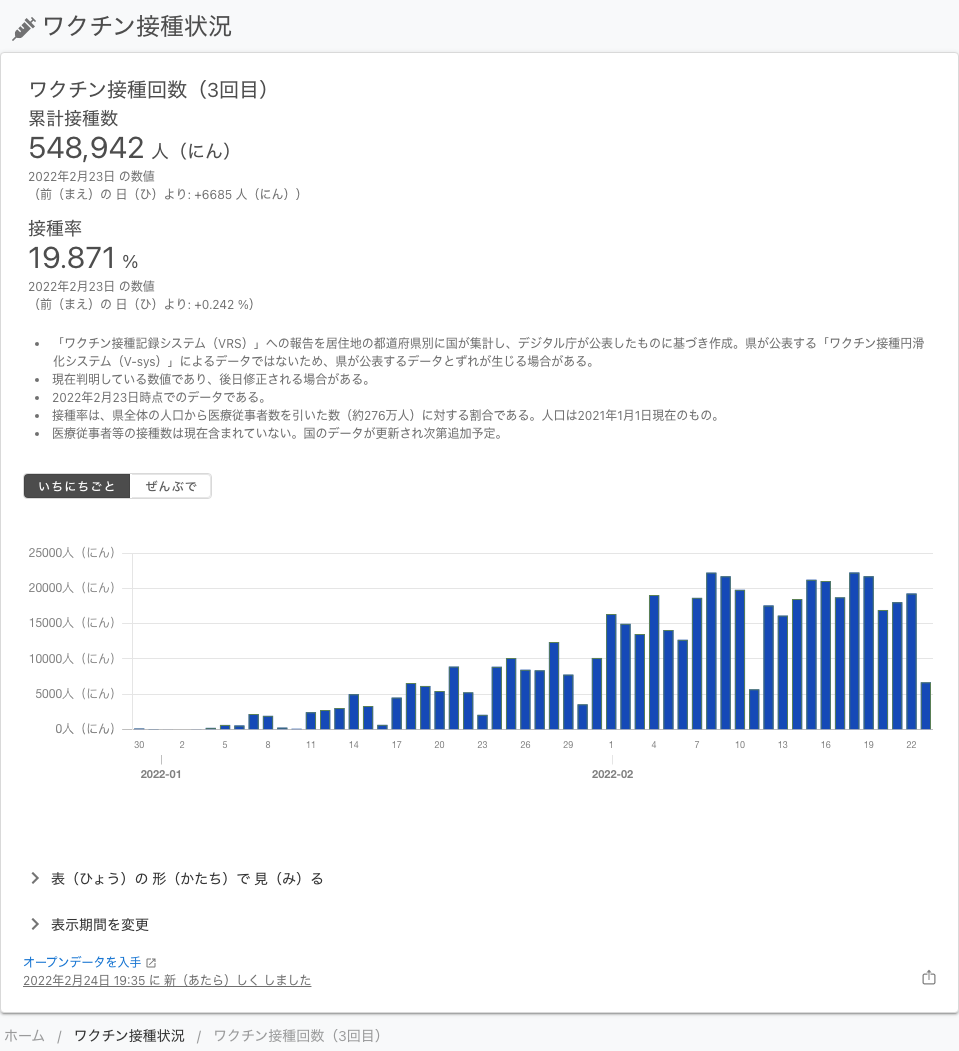 ワクチン接種状況
ワクチン接種回数（3回目）
累計接種数
548,942 人（にん）
2022年2月23日 の数値
（前（まえ）の 日（ひ）より: +6685 人（にん））
接種率
19.871 %
2022年2月23日 の数値
（前（まえ）の 日（ひ）より: +0.242 %）
• 「ワクチン接種記録システム（VRS）」への報告を居住地の都道府県別に国が集計し、デジタル庁が公表したものに基づき作成。県が公表する「ワクチン接種円滑
化システム（V-sys）」によるデータではないため、県が公表するデータとずれが生じる場合がある。
• 現在判明している数値であり、後日修正される場合がある。
• 2022年2月23日時点でのデータである。
• 接種率は、県全体の人口から医療従事者数を引いた数（約276万人）に対する割合である。人口は2021年1月1日現在のもの。
• 医療従事者等の接種数は現在含まれていない。国のデータが更新され次第追加予定。
いちにちごと ぜんぶで
25000人（にん）
20000人（にん）
15000人（にん）
10000人（にん）
5000人（にん）
0人（にん）
30 2 5 8 11 14 17 20 23 26 29 1 4 7 10 13 16 19 22
2022-01 2022-02
表（ひょう）の 形（かたち）で 見（み）る
表示期間を変更
オープンデータを入手
2022年2月24日 19:35 に 新（あたら）しく しました
ホーム / ワクチン接種状況 / ワクチン接種回数（3回目）